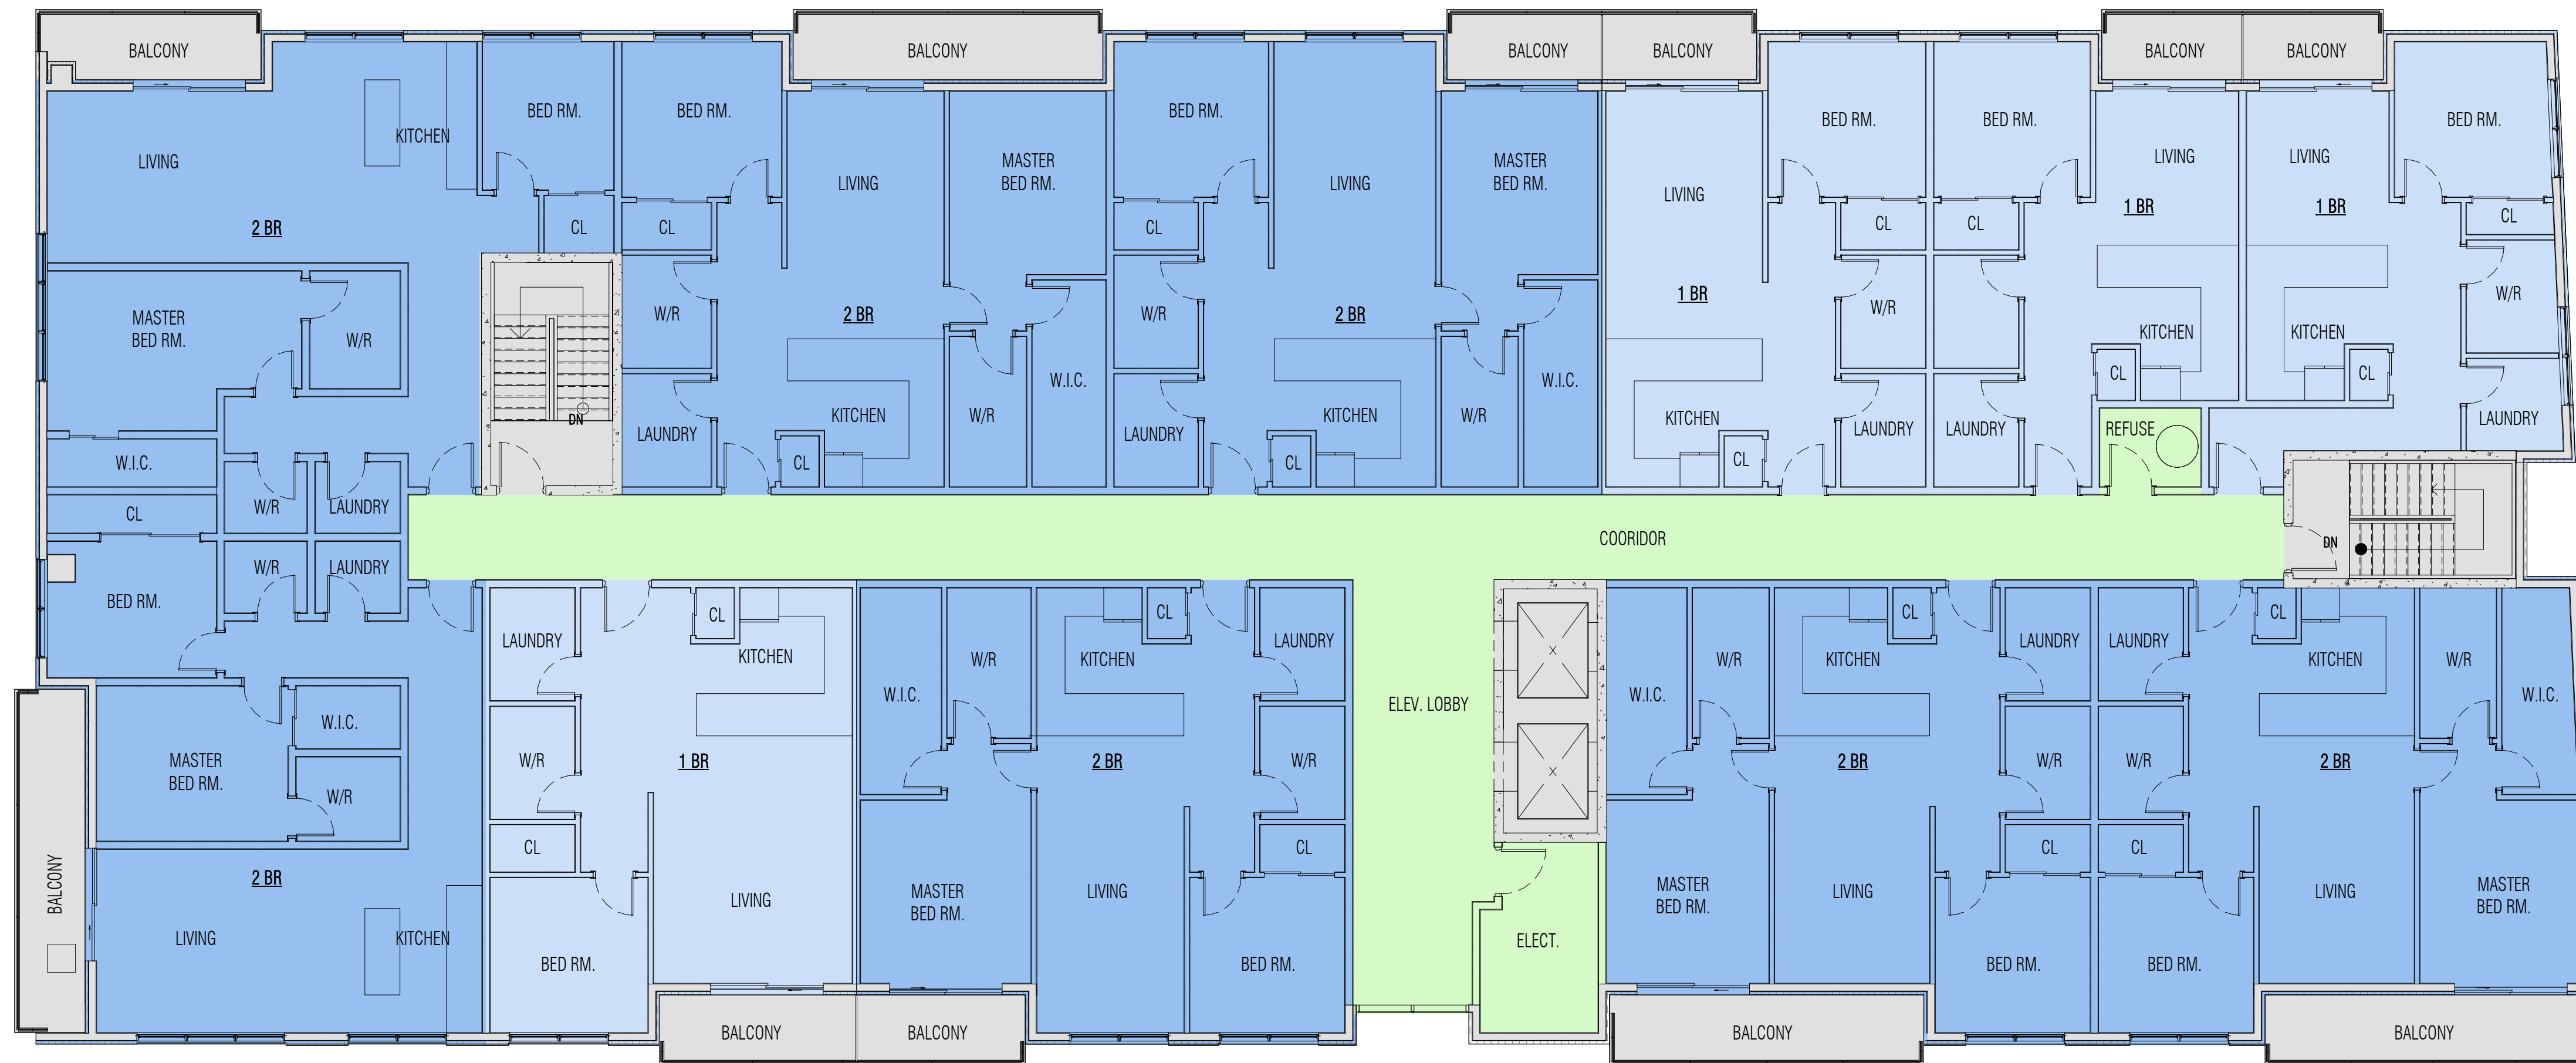 BALCONY
BALCONY
BALCONY
BALCONY
BALCONY
BALCONY
BED RM.
BED RM.
BED RM.
BED RM.
BED RM.
BED RM.
KITCHEN
LIVING
LIVING
MASTER
BED RM.
LIVING
MASTER
BED RM.
LIVING
LIVING
LIVING
2 BR
CL
CL
CL
CL
CL
1 BR
1 BR
CL
MASTER
BED RM.
W/R
W/R
2 BR
W/R
2 BR
1 BR
W/R
W/R
KITCHEN
KITCHEN
W.I.C.
W.I.C.
CL
CL
DN
KITCHEN
W/R
KITCHEN
W/R
KITCHEN
LAUNDRY
LAUNDRY
LAUNDRY
LAUNDRY
REFUSE
LAUNDRY
W.I.C.
CL
CL
CL
W/R
LAUNDRY
CL
COORIDOR
DN
W/R
LAUNDRY
BED RM.
LAUNDRY
CL
KITCHEN
W/R
KITCHEN
CL
LAUNDRY
W/R
KITCHEN
CL
LAUNDRY
LAUNDRY
CL
KITCHEN
W/R
W.I.C.
W.I.C.
ELEV. LOBBY
W.I.C.
W.I.C.
MASTER
BED RM.
W/R
W/R
1 BR
2 BR
W/R
2 BR
W/R
W/R
2 BR
CL
CL
CL
CL
2 BR
BALCONY
LIVING
KITCHEN
LIVING
MASTER
BED RM.
LIVING
MASTER
BED RM.
LIVING
LIVING
MASTER
BED RM.
BED RM.
BED RM.
ELECT.
BED RM.
BED RM.
BALCONY
BALCONY
BALCONY
BALCONY